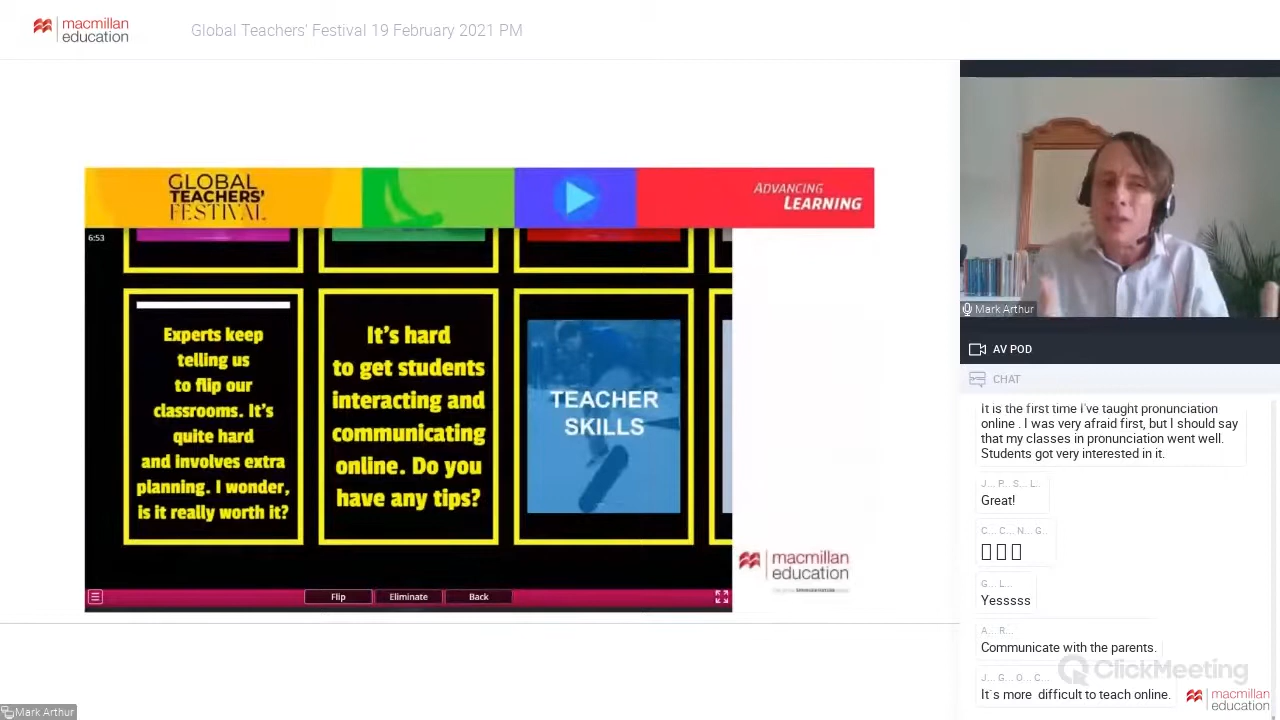 macmillan
education
Global Teachers' Festival 19 February 2021 PM
GLOBAL
TEACHERS'
FESTIVAL
ADVANCING
LEARNING
6:53
Experts keep
telling us
to flip our
classrooms. It's
quite hard
and involves extra
planning. I wonder,
is it really worth it?
It's hard
to get students
interacting and
communicating
online. Do you
have any tips?
TEACHER
SKILLS
macmillan
education
Flip
Eliminate
Back
Mark Arthur
Mark Arthur
AV POD
CHAT
It is the first time I've taught pronunciation
online . I was very afraid first, but I should say
that my classes in pronunciation went well.
Students got very interested in it.
J... P... S... L...
Great!
C... C... N... G...
G... L...
Yesssss
A... R...
Communicate with the parents.
J... G... O... C...
It`s more difficult to teach online.
ClickMeeting
macmillan
education